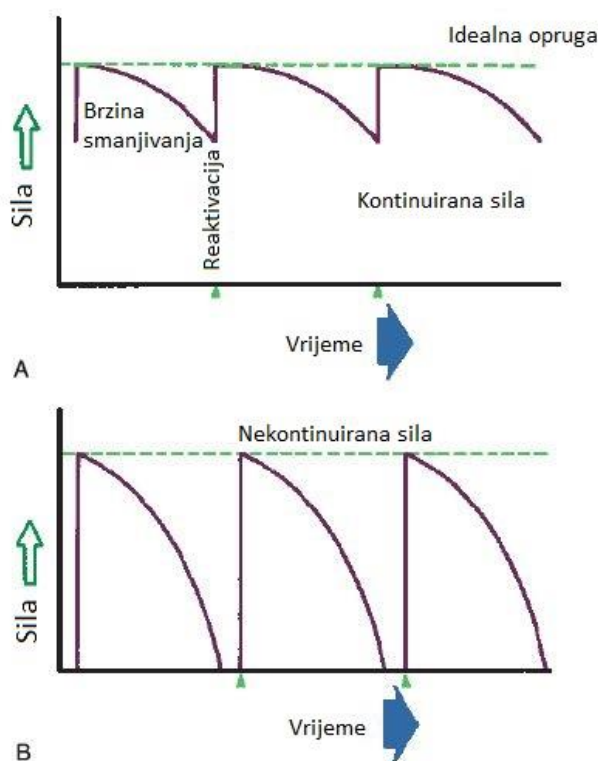 Idealna opruga
Brzina
smanjivanja
Reaktivacija
Kontinuirana sila
Sila
Vrijeme
A
Nekontinuirana sila
Sila
Vrijeme
B